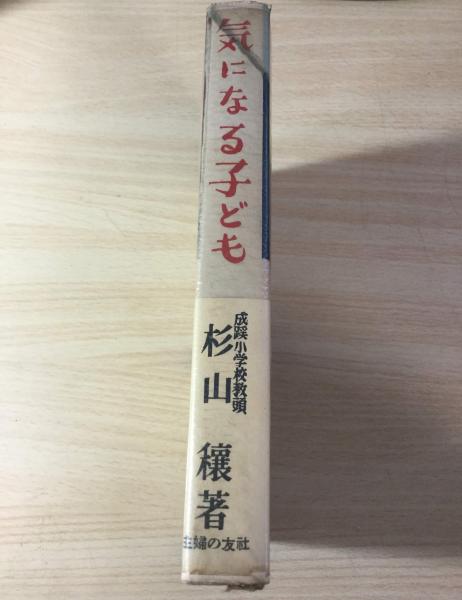 気になる子ども
成蹊小学校教頭
杉山穰著
主婦の友社